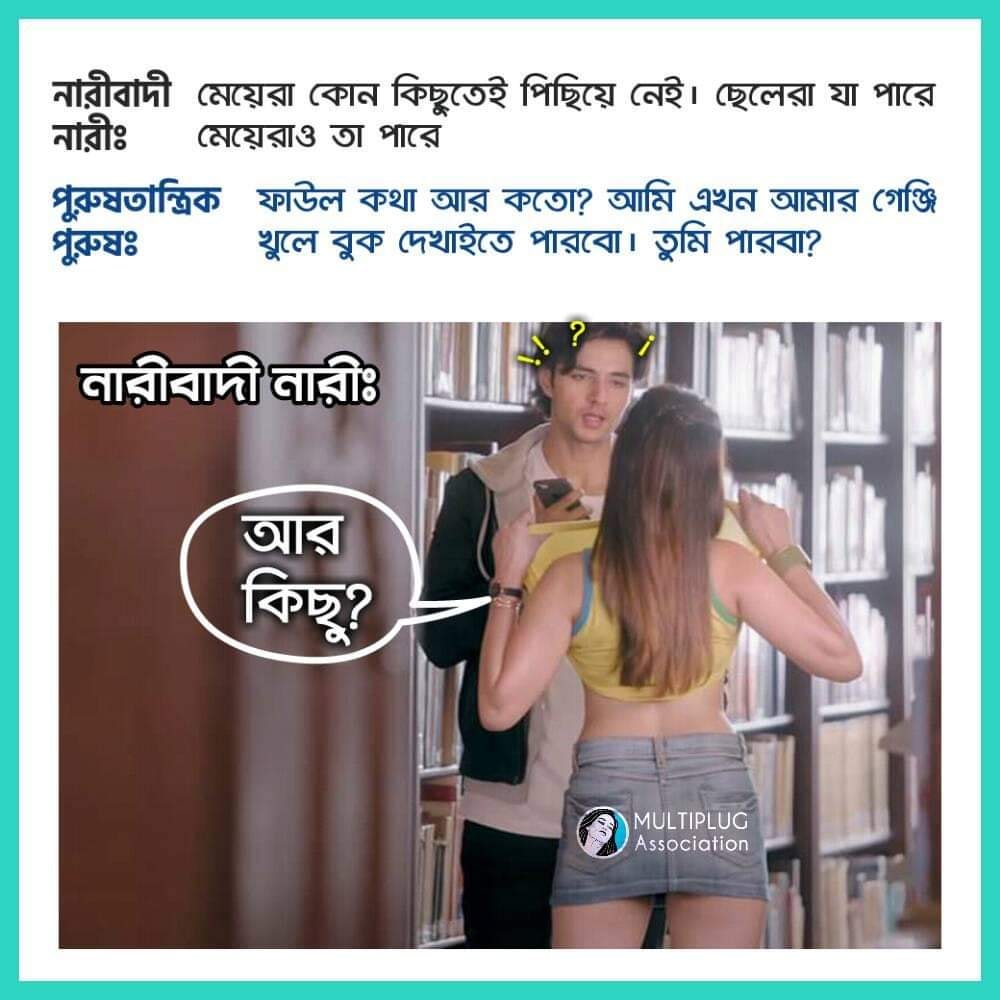 নারীবাদী নারীঃ
মেয়েরা কোন কিছুতেই পিছিয়ে নেই। ছেলেরা যা পারে
মেয়েরাও তা পারে
পুরুষতান্ত্রিক পুরুষঃ
ফাউল কথা আর কতো? আমি এখন আমার গেঞ্জি
খুলে বুক দেখাইতে পারবো। তুমি পারবা?
নারীবাদী নারীঃ
আর
কিছু?
MULTIPLUG
Association